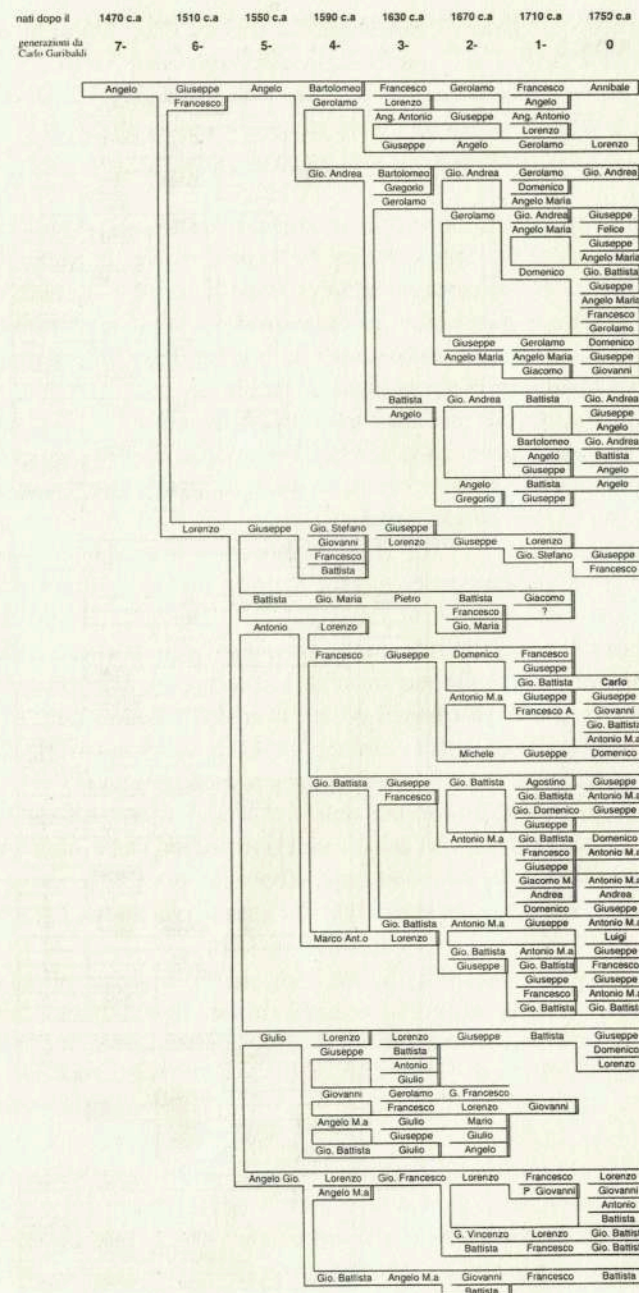 nati dopo il 1470 c.a 1510 c.a 1550 c.a 1590 c.a 1630 c.a 1670 c.a 1710 c.a 1750 c.a
generazioni da
Carlo Garibaldi 7- 6- 5- 4- 3- 2- 1- 0
Angelo Giuseppe Angelo Bartolomeo Francesco Gerolamo Francesco Annibale
Francesco Gerolamo Lorenzo Angelo
Ang. Antonio Giuseppe Ang. Antonio
Lorenzo
Giuseppe Angelo Gerolamo Lorenzo
Gio. Andrea Bartolomeo Gio. Andrea Gerolamo Gio. Andrea
Gregorio Domenico
Gerolamo Angelo Maria
Gerolamo Gio. Andrea Giuseppe
Angelo Maria Felice
Giuseppe
Angelo Maria
Domenico Gio. Battista
Giuseppe
Angelo Maria
Francesco
Gerolamo
Giuseppe Gerolamo Domenico
Angelo Maria Angelo Maria Giuseppe
Giacomo Giovanni
Battista Gio. Andrea Battista Gio. Andrea
Angelo Giuseppe
Angelo
Bartolomeo Gio. Andrea
Angelo Battista
Giuseppe Angelo
Angelo Battista Angelo
Gregorio Giuseppe
Lorenzo Giuseppe Gio. Stefano Giuseppe
Giovanni Lorenzo Giuseppe Lorenzo
Francesco Gio. Stefano Giuseppe
Battista Francesco
Battista Gio. Maria Pietro Battista Giacomo
Francesco ?
Antonio Lorenzo Gio. Maria
Francesco Giuseppe Domenico Francesco
Giuseppe
Gio. Battista Carlo
Antonio M.a Giuseppe Giuseppe
Francesco A. Giovanni
Gio. Battista
Antonio M.a
Michele Giuseppe Domenico
Gio. Battista Giuseppe Gio. Battista Agostino Giuseppe
Francesco Gio. Battista Antonio M.a
Gio. Domenico Giuseppe
Giuseppe
Antonio M.a Gio. Battista Domenico
Francesco Antonio M.a
Giuseppe
Giacomo M. Antonio M.a
Andrea Andrea
Domenico Giuseppe
Gio. Battista Antonio M.a Giuseppe Antonio M.a
Marco Ant.o Lorenzo Luigi
Gio. Battista Antonio M.a Giuseppe
Giuseppe Gio. Battista Francesco
Giuseppe Giuseppe
Francesco Antonio M.a
Gio. Battista Gio. Battista
Giulio Lorenzo Lorenzo Giuseppe Battista Giuseppe
Giuseppe Battista Domenico
Antonio Lorenzo
Giulio
Giovanni Gerolamo G. Francesco
Francesco Lorenzo Giovanni
Angelo M.a Giulio Mario
Giuseppe Giulio
Gio. Battista Giulio Angelo
Angelo Gio. Lorenzo Gio. Francesco Lorenzo Francesco Lorenzo
Angelo M.a P Giovanni Giovanni
Antonio
Battista
G. Vincenzo Lorenzo Gio. Battist
Battista Francesco Gio. Battist
Gio. Battista Angelo M.a Giovanni Francesco Battista
Battista